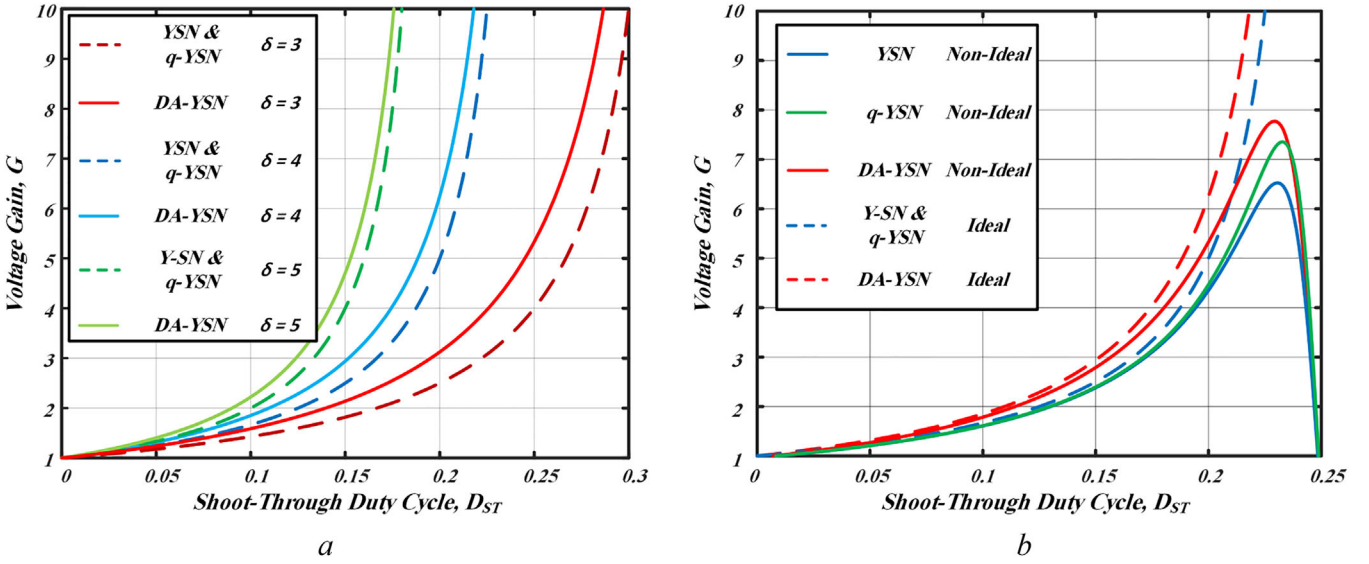 10
9
8
7
6
5
4
3
2
1
Voltage Gain, G
YSN &
q-YSN δ = 3
DA-YSN δ = 3
YSN &
q-YSN δ = 4
DA-YSN δ = 4
Y-SN &
q-YSN δ = 5
DA-YSN δ = 5
0 0.05 0.1 0.15 0.2 0.25 0.3
Shoot-Through Duty Cycle, DST
a
10
9
8
7
6
5
4
3
2
1
Voltage Gain, G
YSN Non-Ideal
q-YSN Non-Ideal
DA-YSN Non-Ideal
Y-SN &
q-YSN Ideal
DA-YSN Ideal
0 0.05 0.1 0.15 0.2 0.25
Shoot-Through Duty Cycle, DST
b